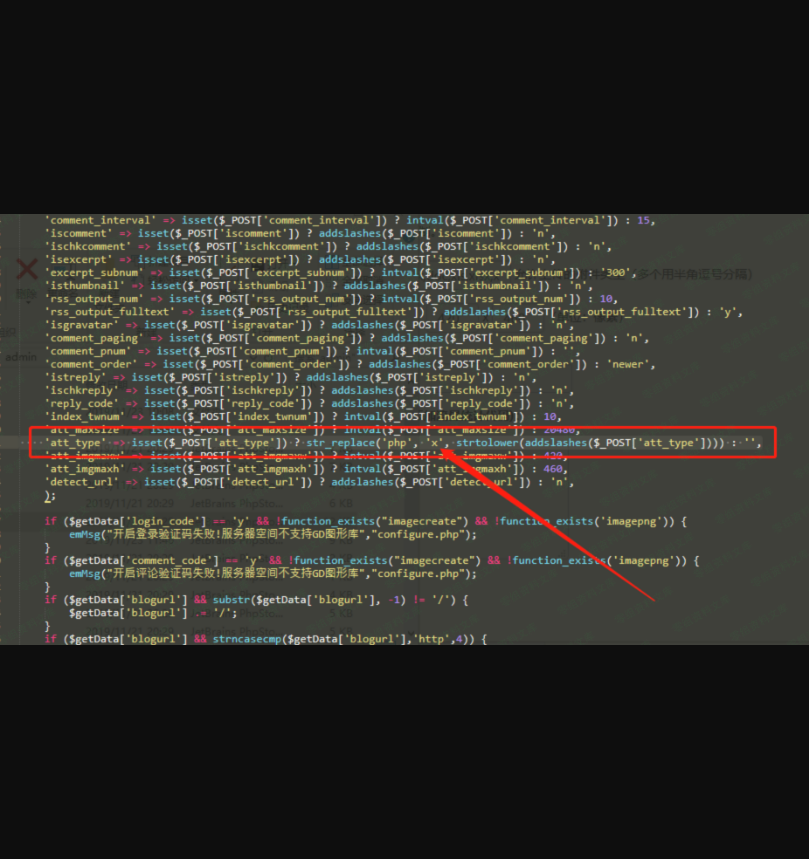 'comment_interval' => isset($_POST['comment_interval']) ? intval($_POST['comment_interval']) : 15,
'iscomment' => isset($_POST['iscomment']) ? addslashes($_POST['iscomment']) : 'n',
'ischkcomment' => isset($_POST['ischkcomment']) ? addslashes($_POST['ischkcomment']) : 'n',
'isexcerpt' => isset($_POST['isexcerpt']) ? addslashes($_POST['isexcerpt']) : 'n',
'excerpt_subnum' => isset($_POST['excerpt_subnum']) ? intval($_POST['excerpt_subnum']) : '300', 多个用半角逗号分隔）
'isthumbnail' => isset($_POST['isthumbnail']) ? addslashes($_POST['isthumbnail']) : 'n',
'rss_output_num' => isset($_POST['rss_output_num']) ? intval($_POST['rss_output_num']) : 10,
'rss_output_fulltext' => isset($_POST['rss_output_fulltext']) ? addslashes($_POST['rss_output_fulltext']) : 'y',
'isgravatar' => isset($_POST['isgravatar']) ? addslashes($_POST['isgravatar']) : 'n',
'comment_paging' => isset($_POST['comment_paging']) ? addslashes($_POST['comment_paging']) : 'n',
admin
'comment_pnum' => isset($_POST['comment_pnum']) ? intval($_POST['comment_pnum']) : '',
'comment_order' => isset($_POST['comment_order']) ? addslashes($_POST['comment_order']) : 'newer',
'istreply' => isset($_POST['istreply']) ? addslashes($_POST['istreply']) : 'n',
'ischkreply' => isset($_POST['ischkreply']) ? addslashes($_POST['ischkreply']) : 'n',
'reply_code' => isset($_POST['reply_code']) ? addslashes($_POST['reply_code']) : 'n',
'index_twnum' => isset($_POST['index_twnum']) ? intval($_POST['index_twnum']) : 10,
'att_maxsize' => isset($_POST['att_maxsize']) ? intval($_POST['att_maxsize']) : 20480,
'att_type' => isset($_POST['att_type']) ? str_replace('php', 'x', strtolower(addslashes($_POST['att_type']))) : '',
'att_imgmaxw' => isset($_POST['att_imgmaxw']) ? intval($_POST['att_imgmaxw']) : 420,
'att_imgmaxh' => isset($_POST['att_imgmaxh']) ? intval($_POST['att_imgmaxh']) : 460,
'detect_url' => isset($_POST['detect_url']) ? addslashes($_POST['detect_url']) : 'n',
);
2019/11/21 20:29 JetBrains PhpSto... 6 KB
if ($getData['login_code'] == 'y' && !function_exists("imagecreate") && !function_exists('imagepng')) {
emMsg("开启登录验证码失败!服务器空间不支持GD图形库","configure.php");
}
if ($getData['comment_code'] == 'y' && !function_exists("imagecreate") && !function_exists('imagepng')) {
emMsg("开启评论验证码失败!服务器空间不支持GD图形库","configure.php");
}
if ($getData['blogurl'] && substr($getData['blogurl'], -1) != '/') {
$getData['blogurl'] .= '/';
}
if ($getData['blogurl'] && strncasecmp($getData['blogurl'],'http',4)) {